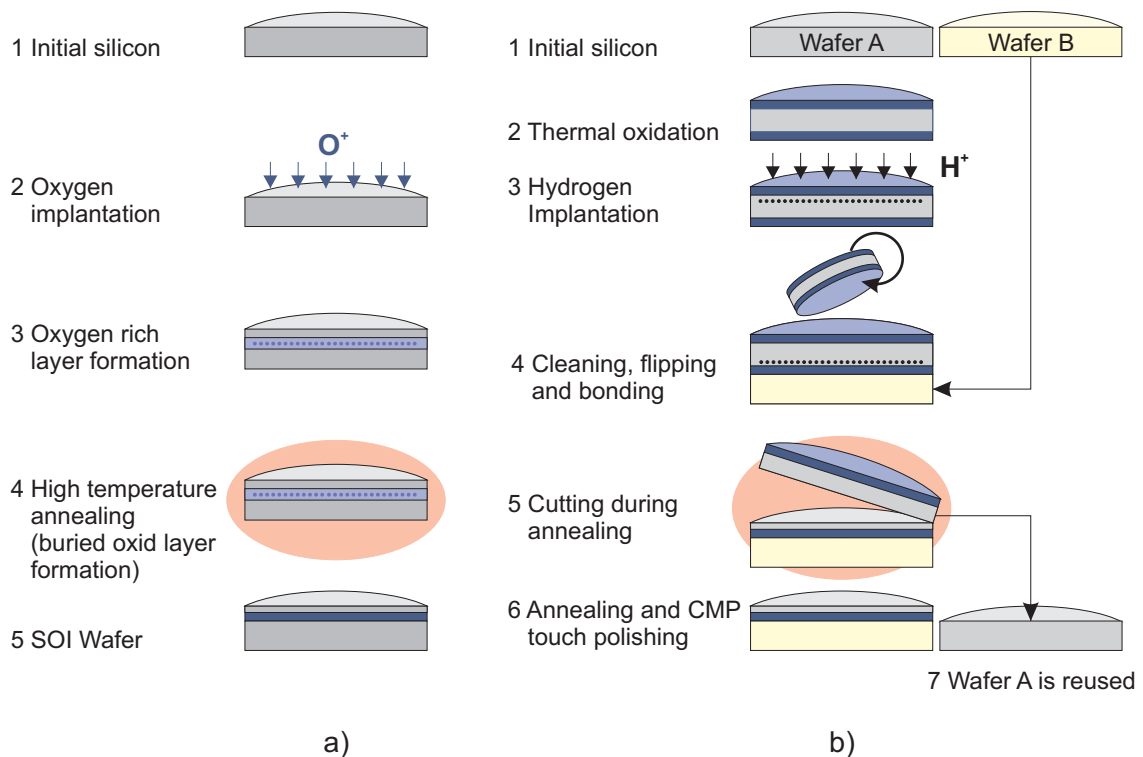 1 Initial silicon
O+
2 Oxygen
implantation
3 Oxygen rich
layer formation
4 High temperature
annealing
(buried oxid layer
formation)
5 SOI Wafer
a)
1 Initial silicon
Wafer A
Wafer B
2 Thermal oxidation
3 Hydrogen
Implantation
H+
4 Cleaning, flipping
and bonding
5 Cutting during
annealing
6 Annealing and CMP
touch polishing
7 Wafer A is reused
b)